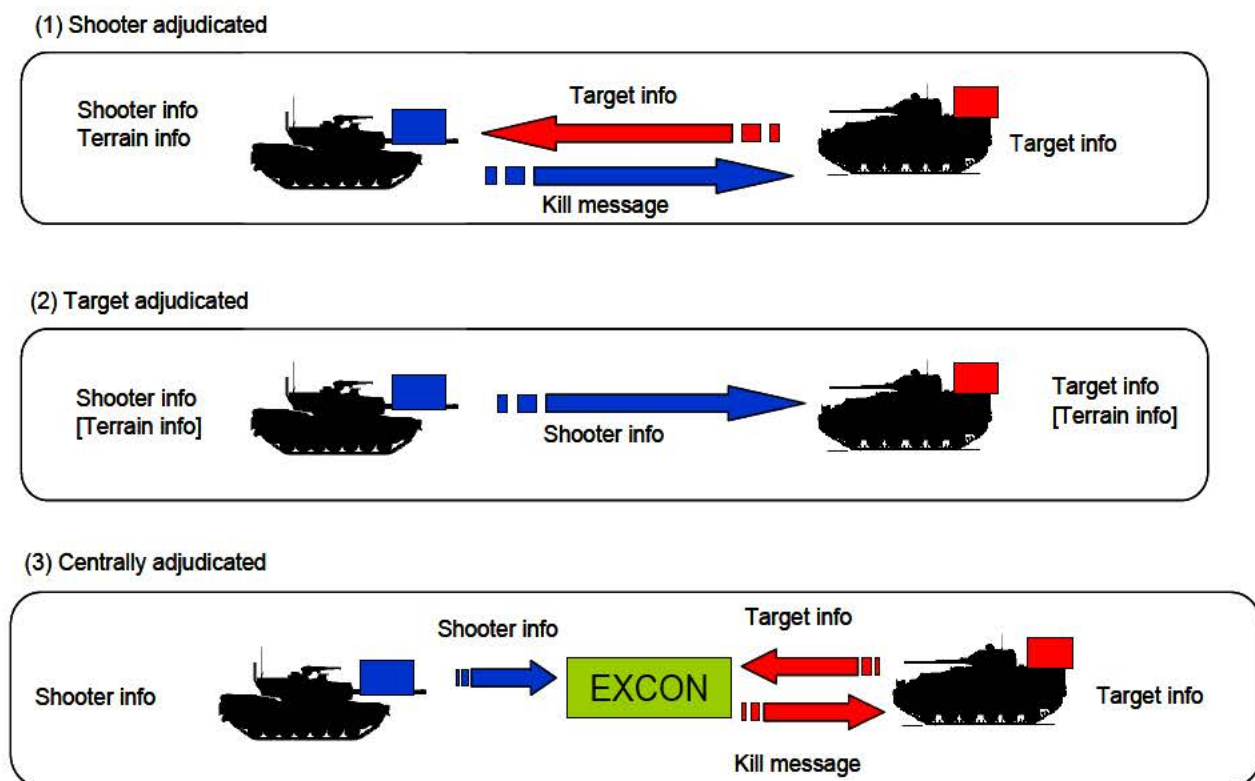 (1) Shooter adjudicated
Shooter info
Terrain info
Target info
Kill message
Target info
(2) Target adjudicated
Shooter info
[Terrain info]
Shooter info
Target info
[Terrain info]
(3) Centrally adjudicated
Shooter info
Shooter info
EXCON
Target info
Kill message
Target info